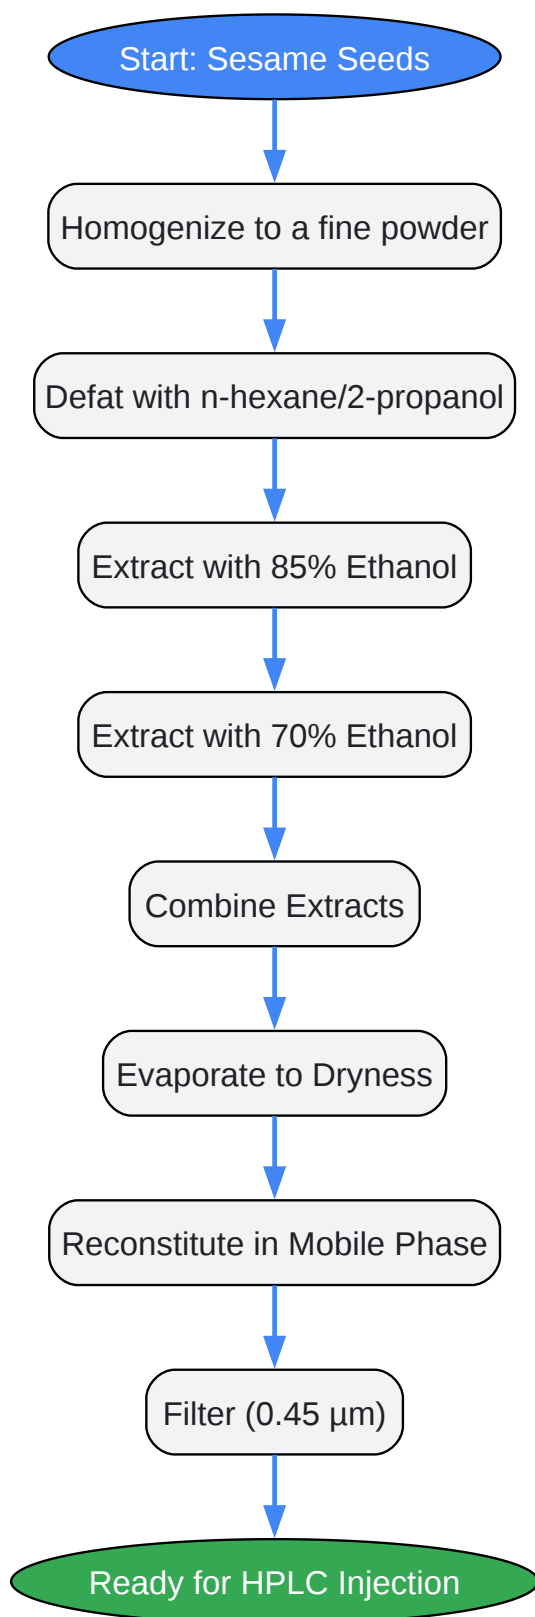 Start: Sesame Seeds
Homogenize to a fine powder
Defat with n-hexane/2-propanol
Extract with 85% Ethanol
Extract with 70% Ethanol
Combine Extracts
Evaporate to Dryness
Reconstitute in Mobile Phase
Filter (0.45 µm)
Ready for HPLC Injection